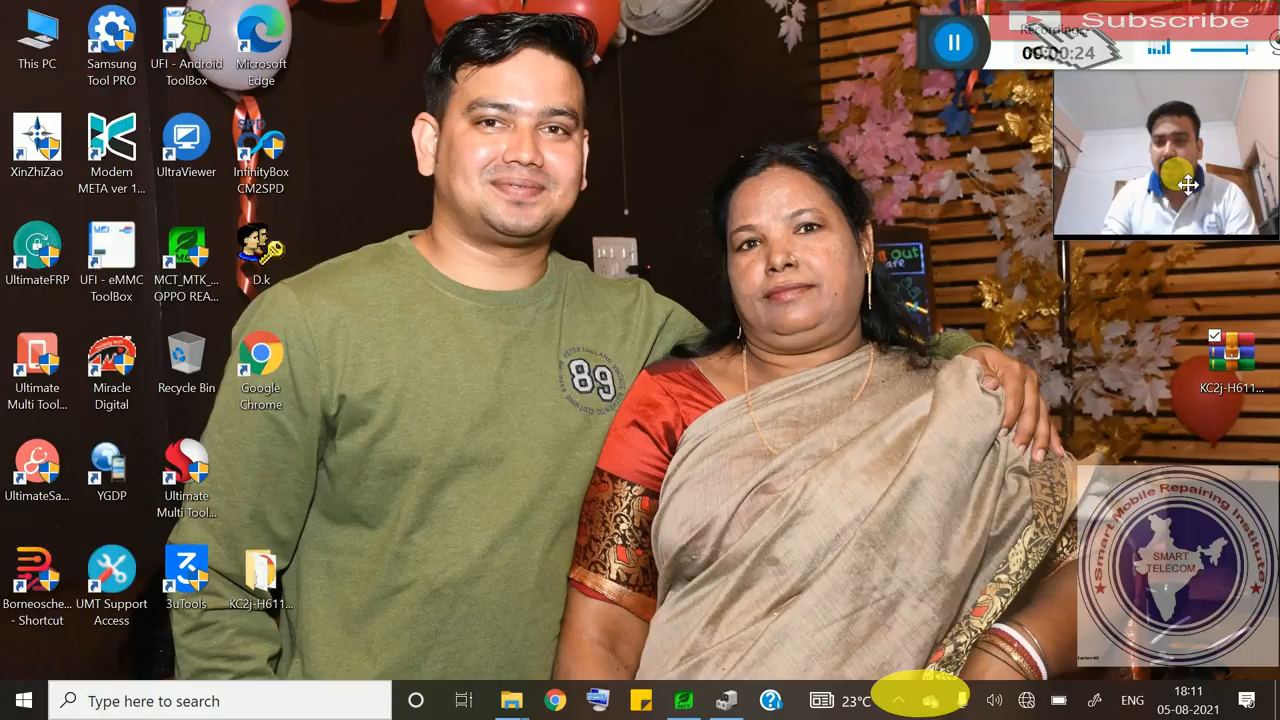 This PC
Samsung
Tool PRO
UFI - Android
ToolBox
Microsoft
Edge
XinZhiZao
Modem
META ver 1...
UltraViewer
InfinityBox
CM2SPD
UltimateFRP
UFI - eMMC
ToolBox
MCT_MTK_...
OPPO REA...
D.k
Ultimate
Multi Tool...
Miracle
Digital
Recycle Bin
Google
Chrome
UltimateSa...
YGDP
Ultimate
Multi Tool...
Borneosche...
- Shortcut
UMT Support
Access
3uTools
KC2j-H611...
Subscribe
Recording...
00:00:24
KC2j-H611...
89
Smart Mobile Repairing Institute
SMART
TELECOM
Type here to search
23°C
ENG
18:11
05-08-2021